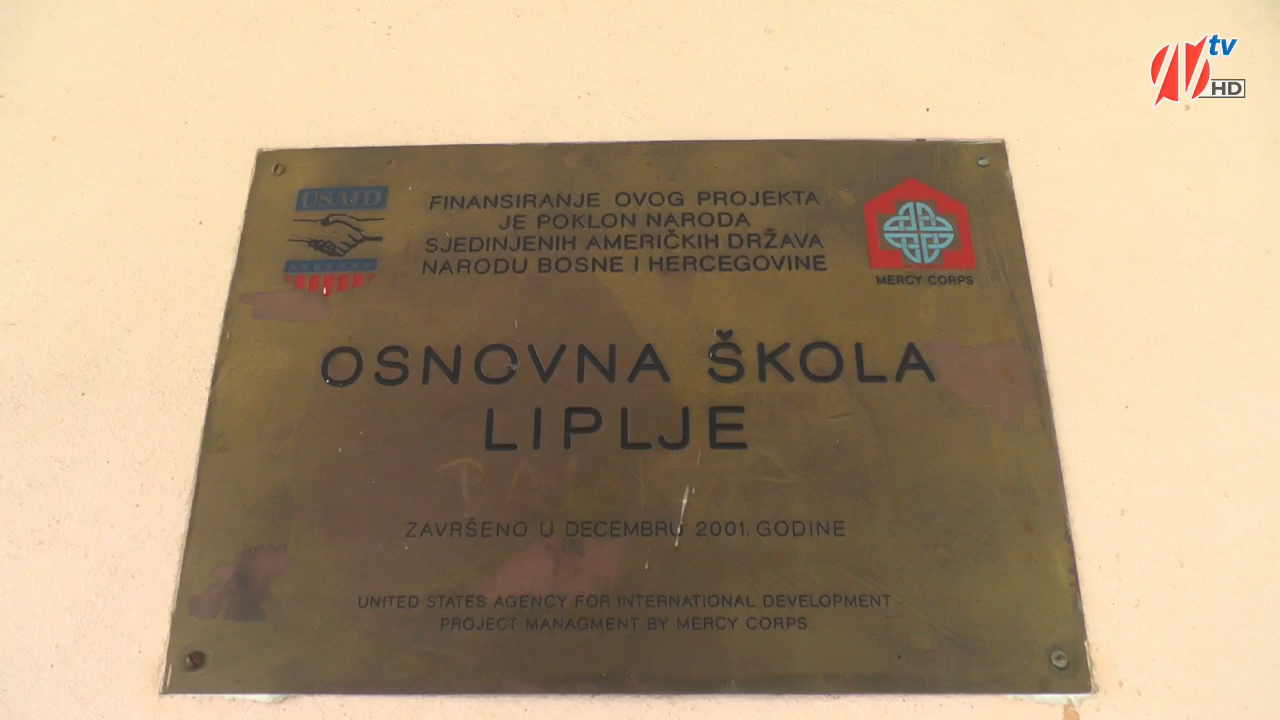 tv
HD
USAID
FINANSIRANJE OVOG PROJEKTA
JE POKLON NARODA
SJEDINJENIH AMERIČKIH DRŽAVA
NARODU BOSNE I HERCEGOVINE
MERCY CORPS
OSNOVNA ŠKOLA
LIPLJE
ZAVRŠENO U DECEMBRU 2001. GODINE
UNITED STATES AGENCY FOR INTERNATIONAL DEVELOPMENT
PROJECT MANAGMENT BY MERCY CORPS